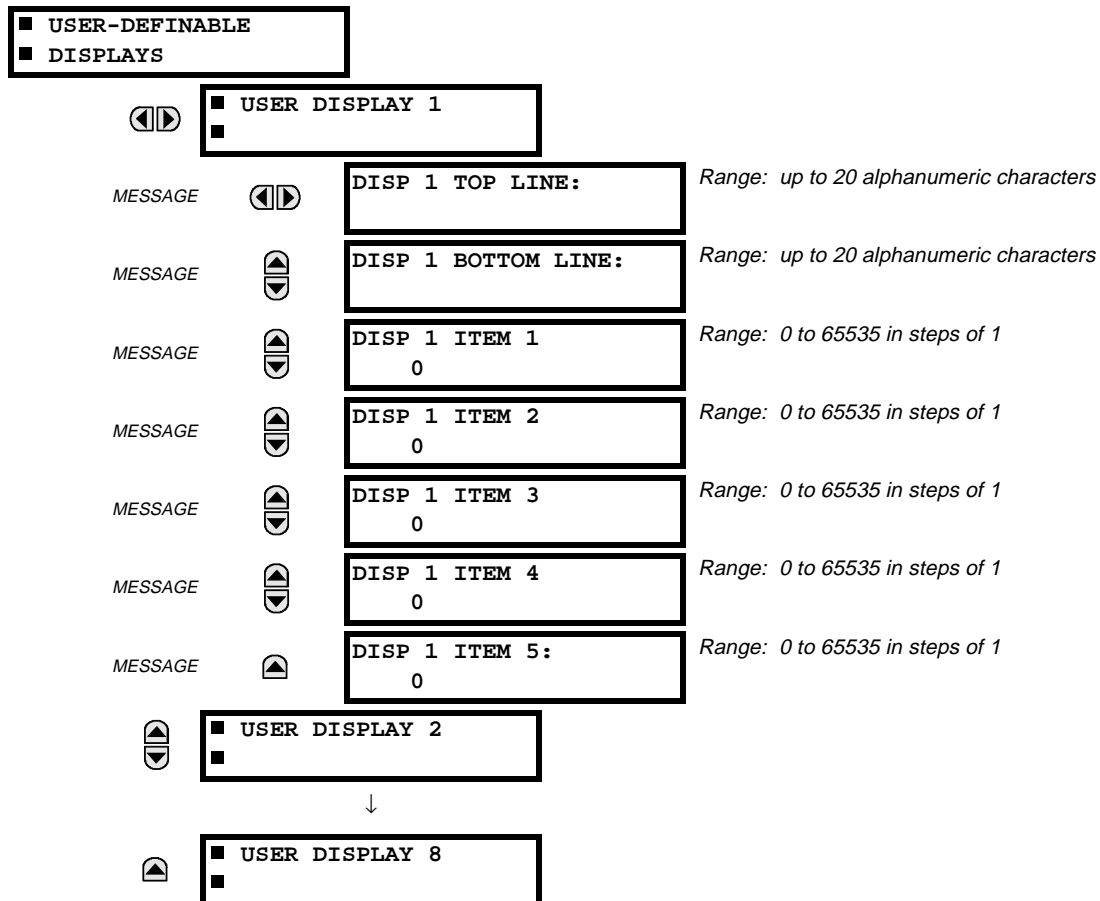 ■ USER-DEFINABLE
■ DISPLAYS
■ USER DISPLAY 1
■
MESSAGE DISP 1 TOP LINE: Range: up to 20 alphanumeric characters
MESSAGE DISP 1 BOTTOM LINE: Range: up to 20 alphanumeric characters
MESSAGE DISP 1 ITEM 1 Range: 0 to 65535 in steps of 1
0
MESSAGE DISP 1 ITEM 2 Range: 0 to 65535 in steps of 1
0
MESSAGE DISP 1 ITEM 3 Range: 0 to 65535 in steps of 1
0
MESSAGE DISP 1 ITEM 4 Range: 0 to 65535 in steps of 1
0
MESSAGE DISP 1 ITEM 5: Range: 0 to 65535 in steps of 1
0
■ USER DISPLAY 2
■
↓
■ USER DISPLAY 8
■